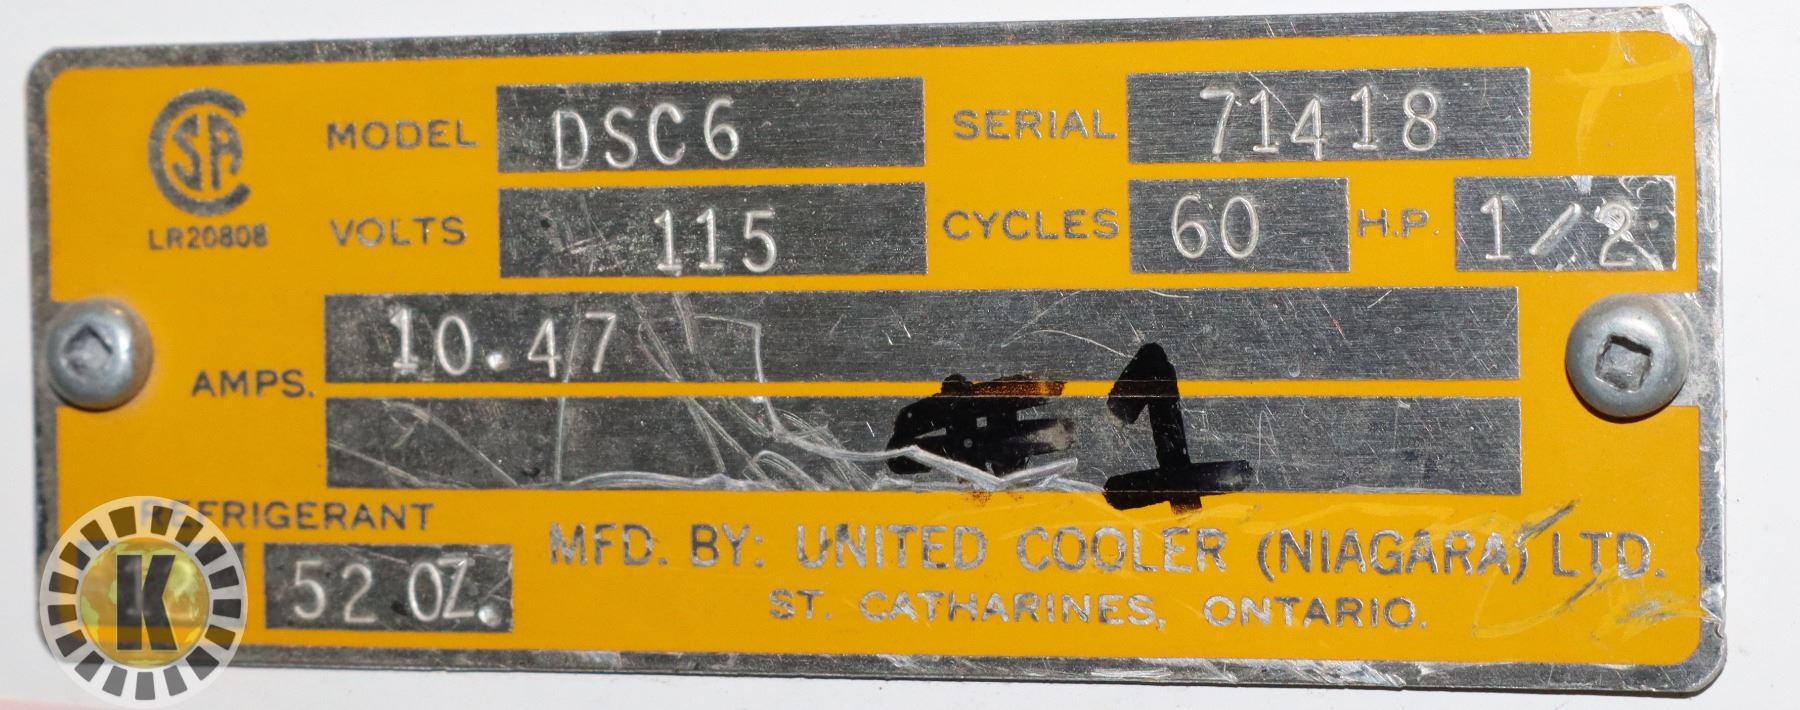 CSA MODEL DSC6 SERIAL 71418
LR20808 VOLTS 115 CYCLES 60 H.P. 1/2
AMPS. 10.47
1
REFRIGERANT
52 OZ. MFD. BY: UNITED COOLER (NIAGARA) LTD.
ST. CATHARINES, ONTARIO.
K